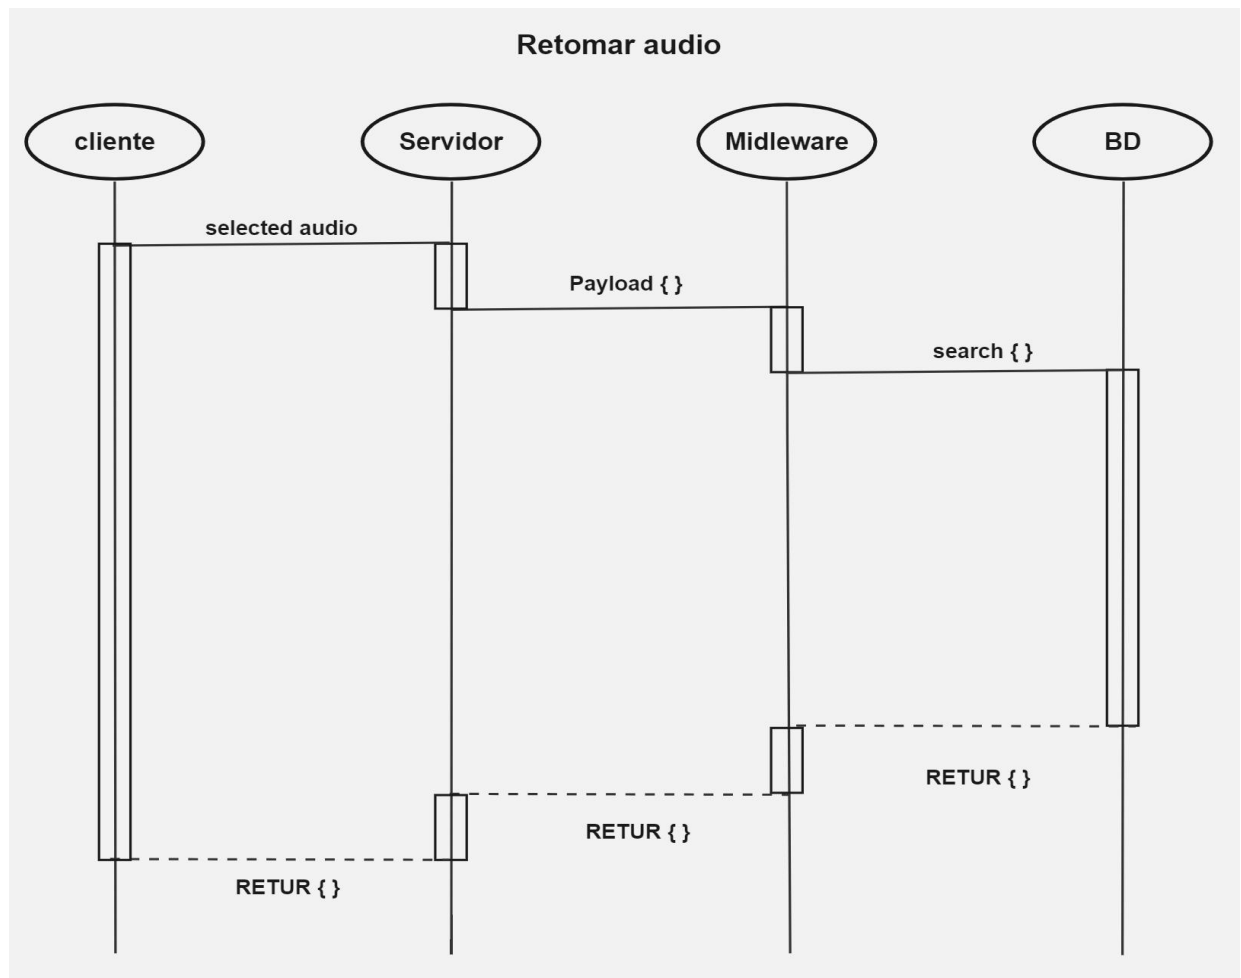 Retomar audio
cliente
Servidor
Midleware
BD
selected audio
Payload { }
search { }
RETUR { }
RETUR { }
RETUR { }